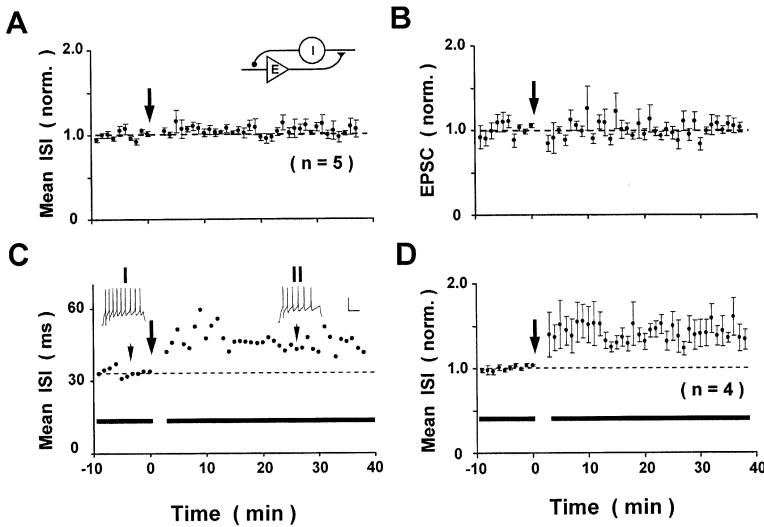 A
Mean ISI ( norm. )
2.0
1.0
0
I
E
( n = 5 )
B
EPSC ( norm. )
2.0
1.0
0
C
Mean ISI ( ms )
60
30
0
I
II
-10
0
10
20
30
40
Time ( min )
D
Mean ISI ( norm. )
2.0
1.0
0
( n = 4 )
-10
0
10
20
30
40
Time ( min )